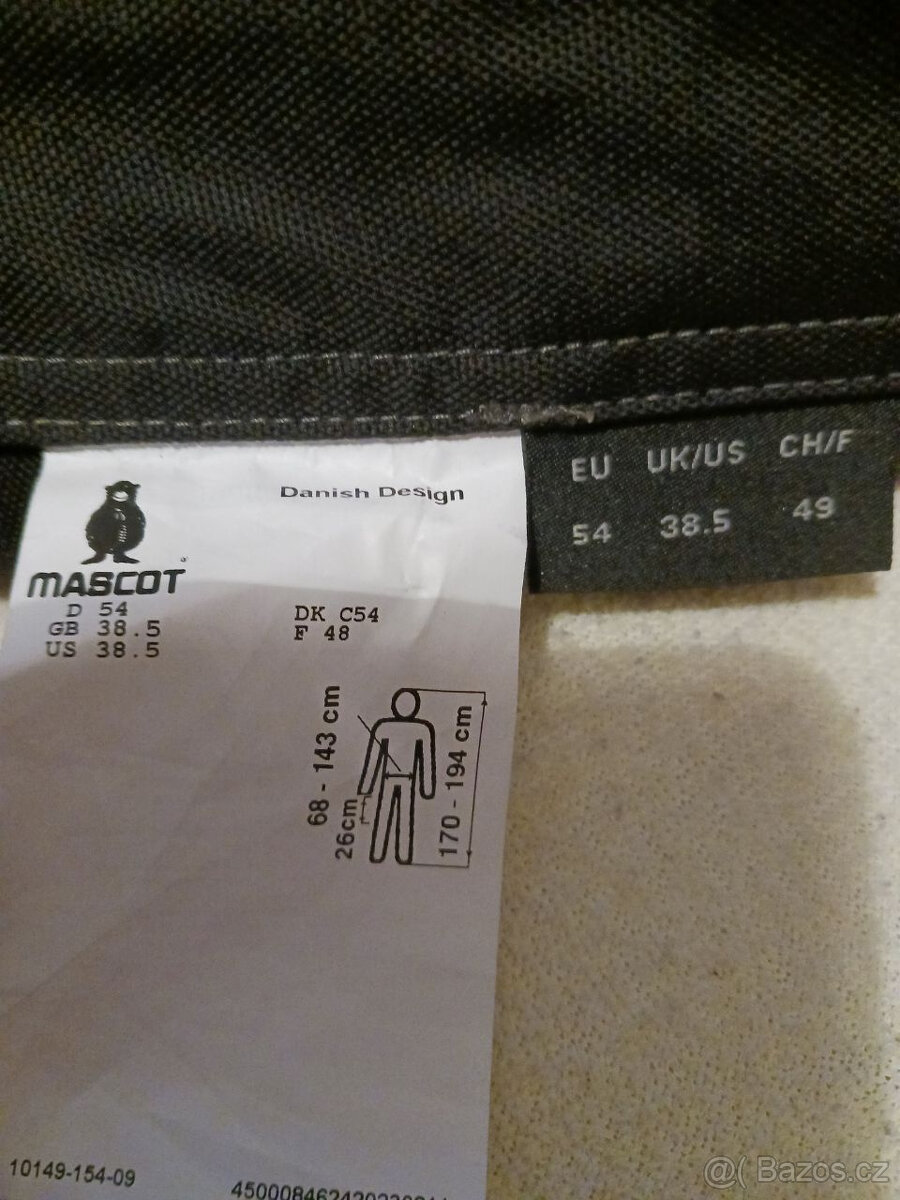 EU UK/US CH/F
54 38.5 49
Danish Design
MASCOT
D 54
GB 38.5
US 38.5
DK C54
F 48
68 - 143 cm
26cm
170 - 194 cm
10149-154-09
@( Bazos.cz